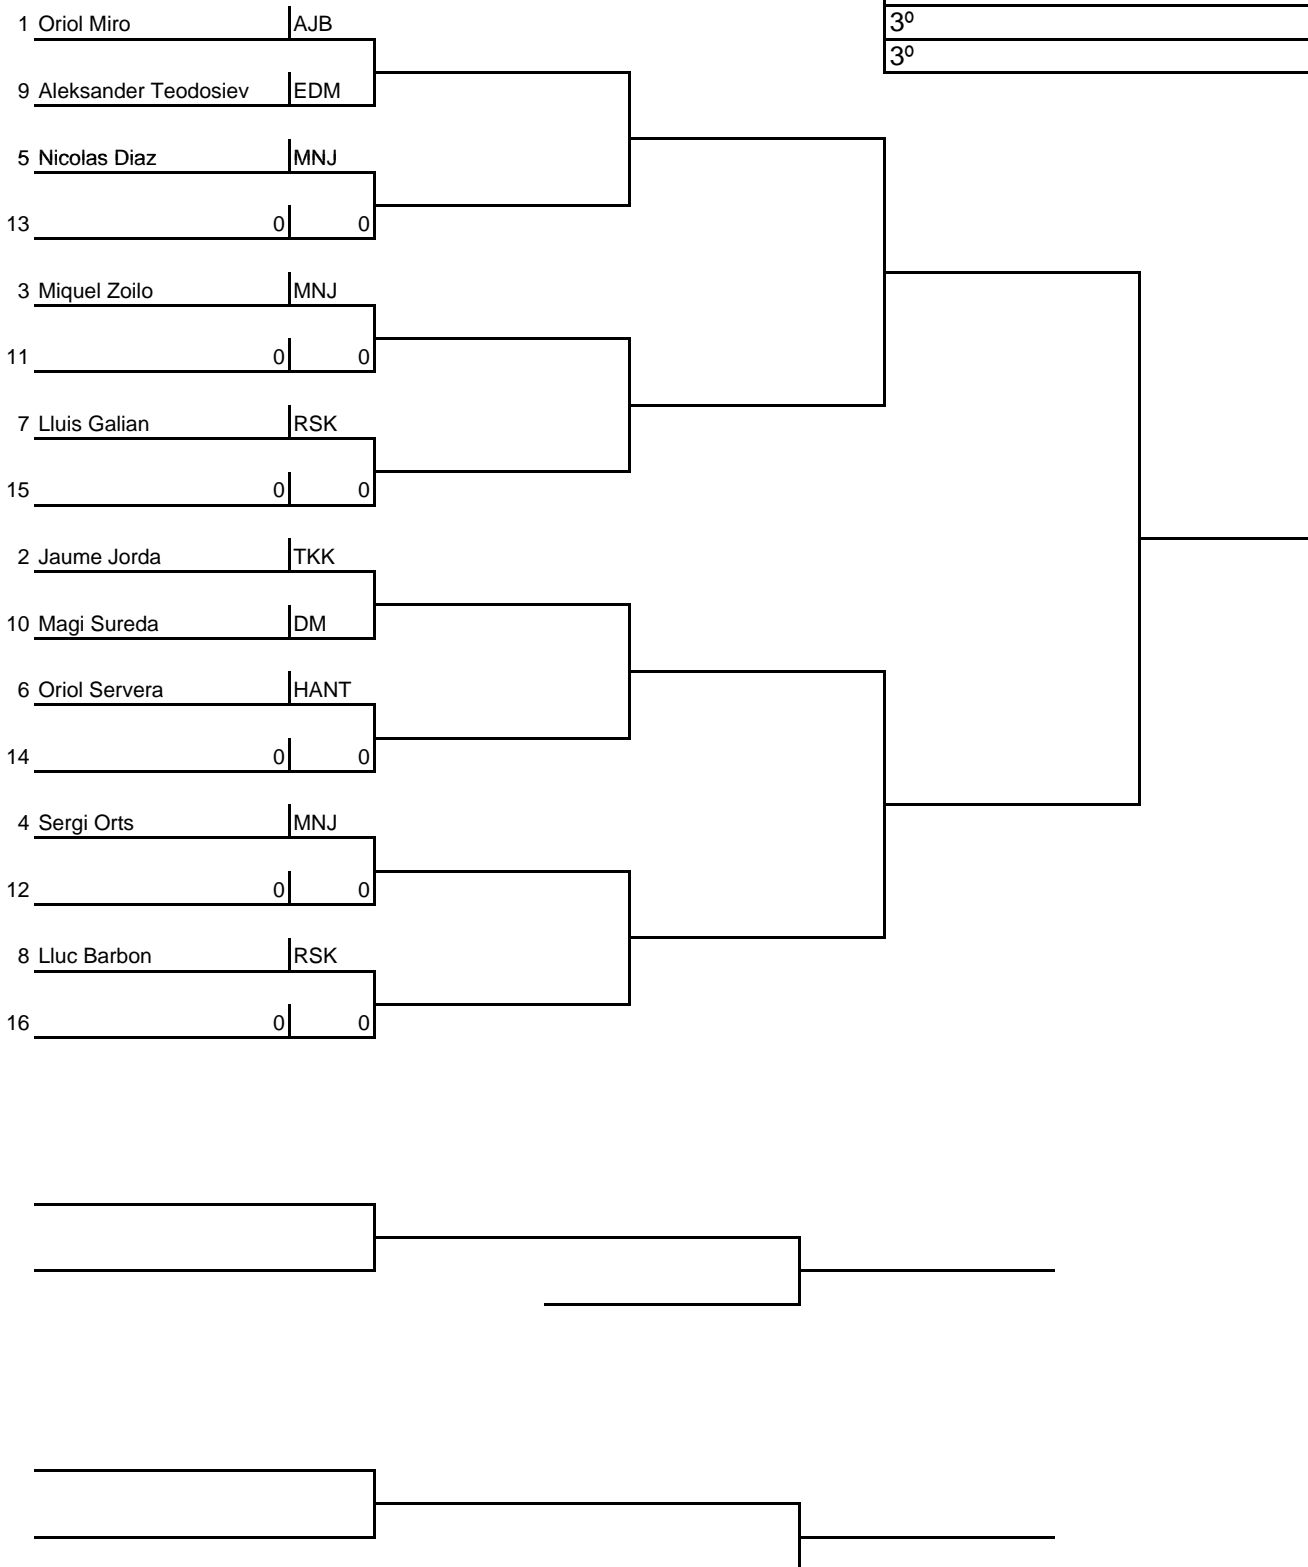 1 Oriol Miro AJB
3º
3º
9 Aleksander Teodosiev EDM
5 Nicolas Diaz MNJ
13 0 0
3 Miquel Zoilo MNJ
11 0 0
7 Lluis Galian RSK
15 0 0
2 Jaume Jorda TKK
10 Magi Sureda DM
6 Oriol Servera HANT
14 0 0
4 Sergi Orts MNJ
12 0 0
8 Lluc Barbon RSK
16 0 0